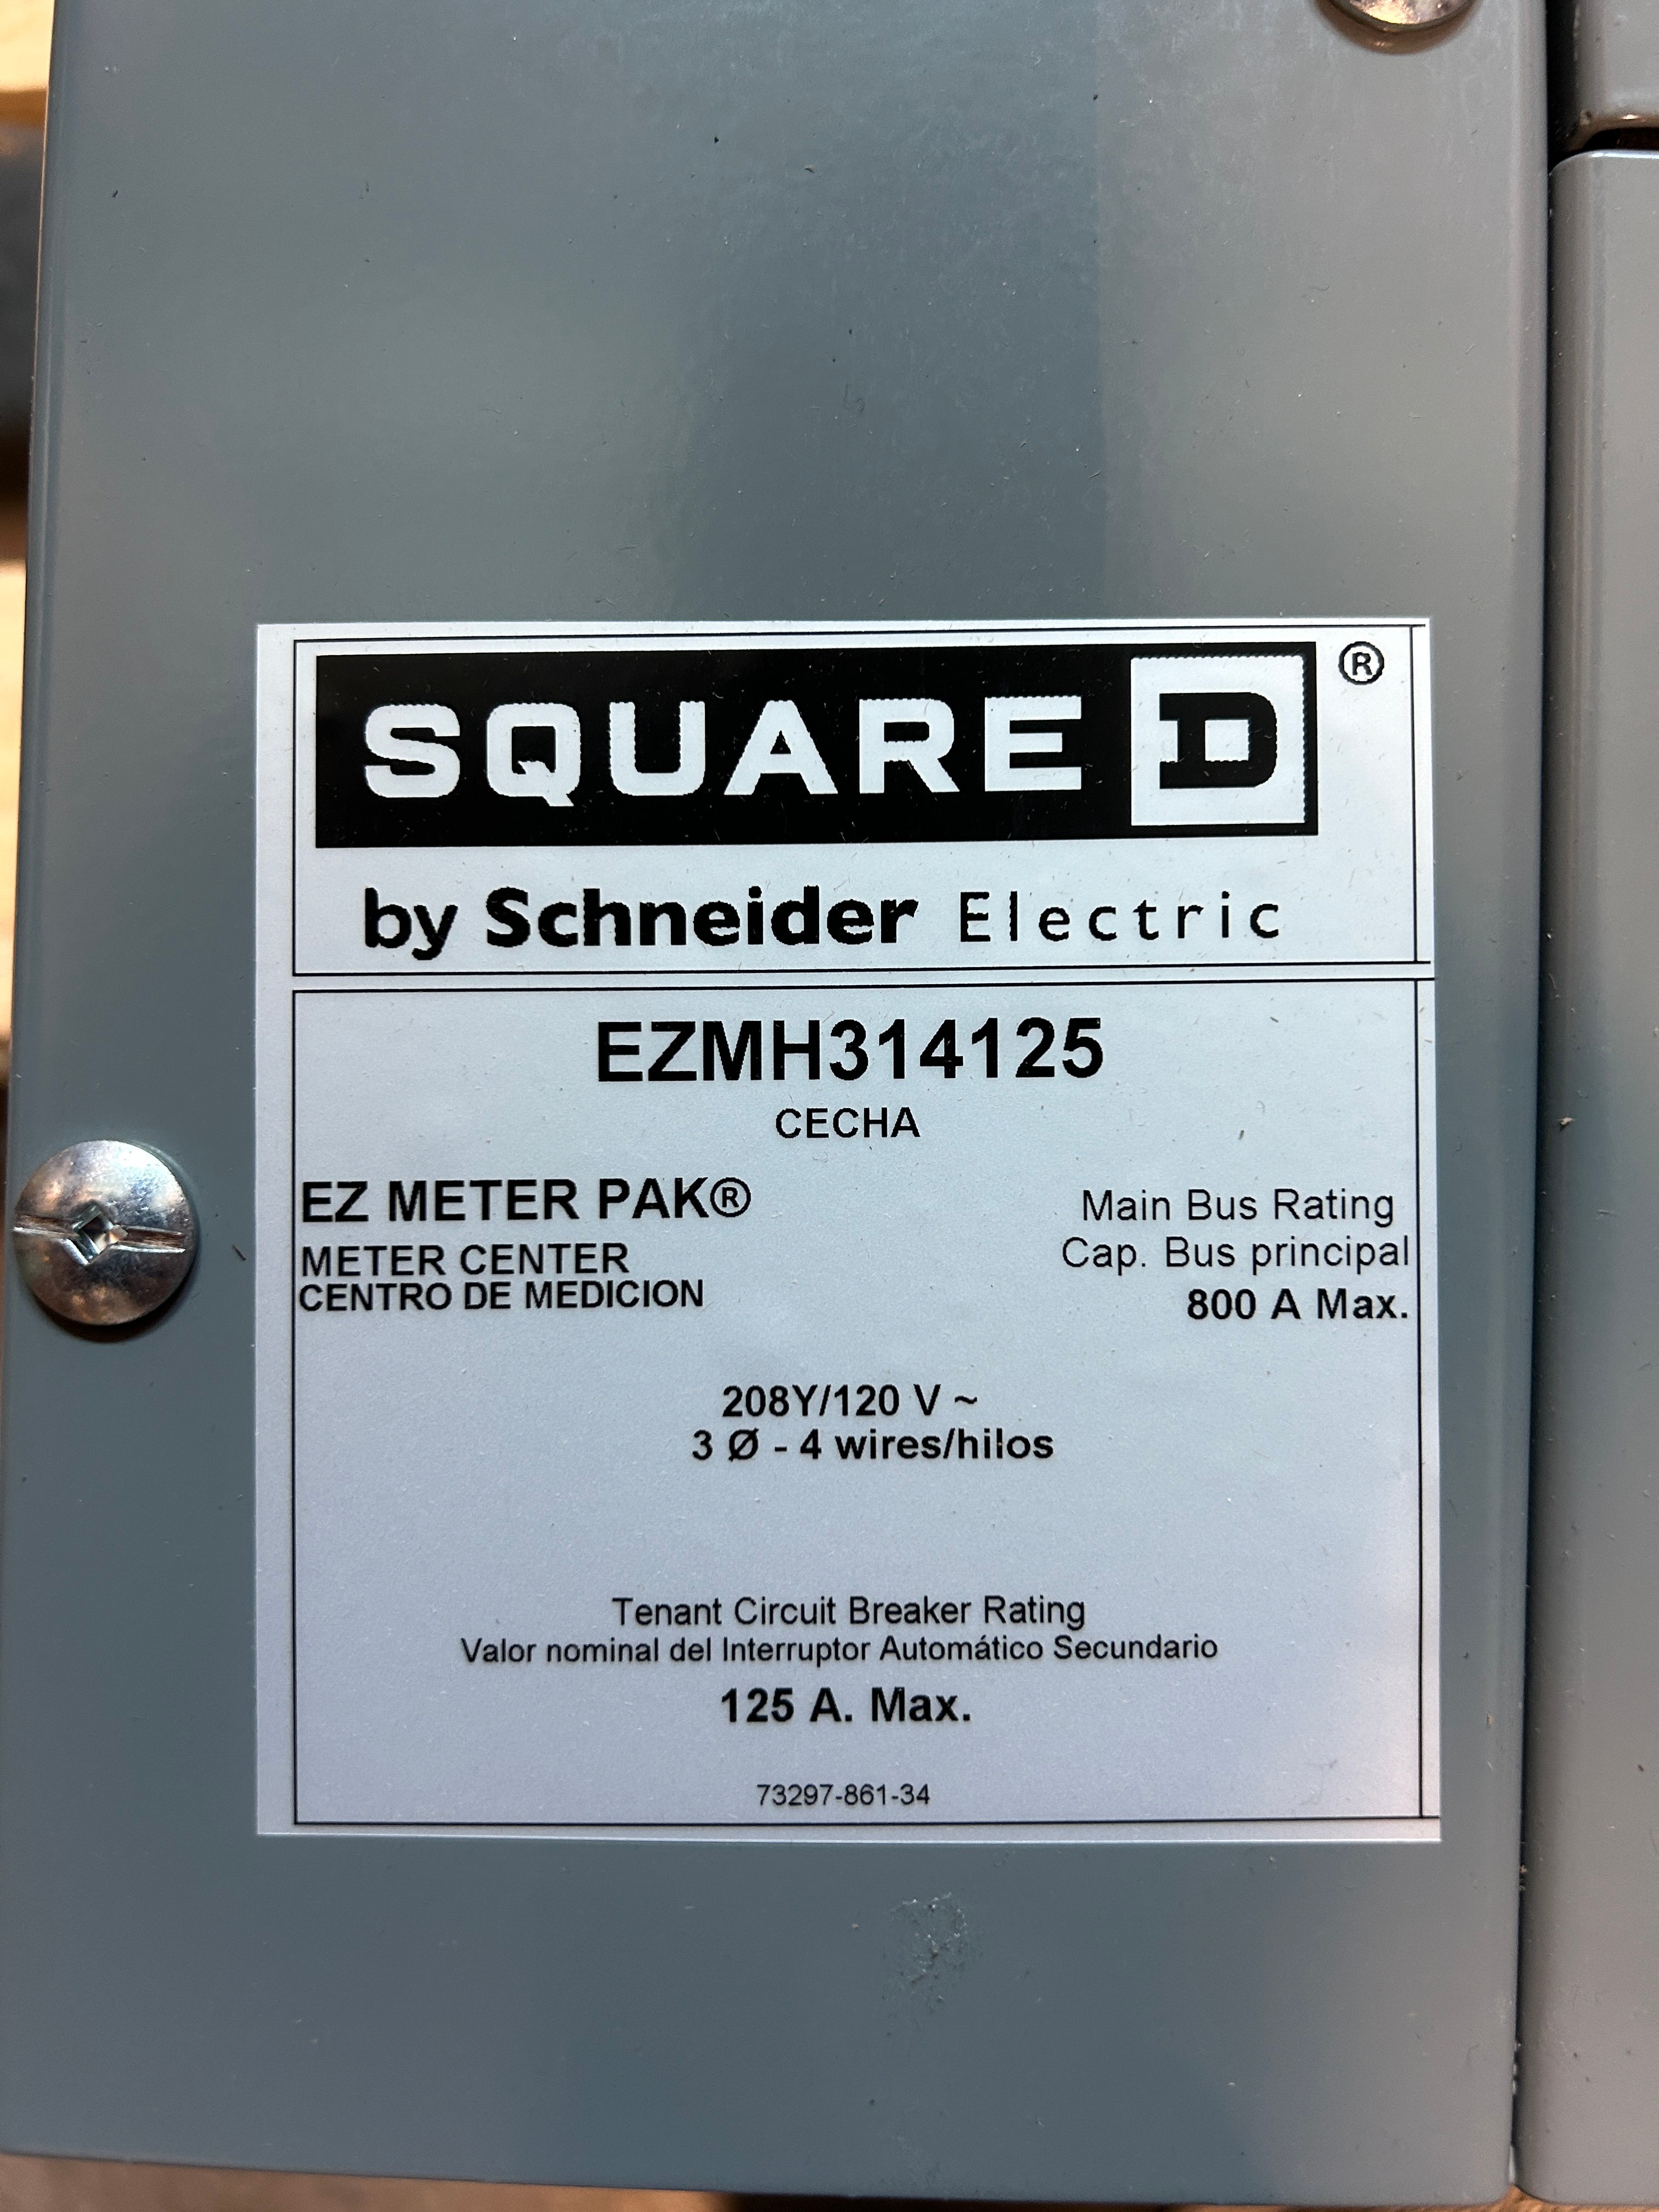 SQUARE D ®
by Schneider Electric
EZMH314125
CECHA
EZ METER PAK®
METER CENTER
CENTRO DE MEDICION
Main Bus Rating
Cap. Bus principal
800 A Max.
208Y/120 V ~
3 Ø - 4 wires/hilos
Tenant Circuit Breaker Rating
Valor nominal del Interruptor Automático Secundario
125 A. Max.
73297-861-34